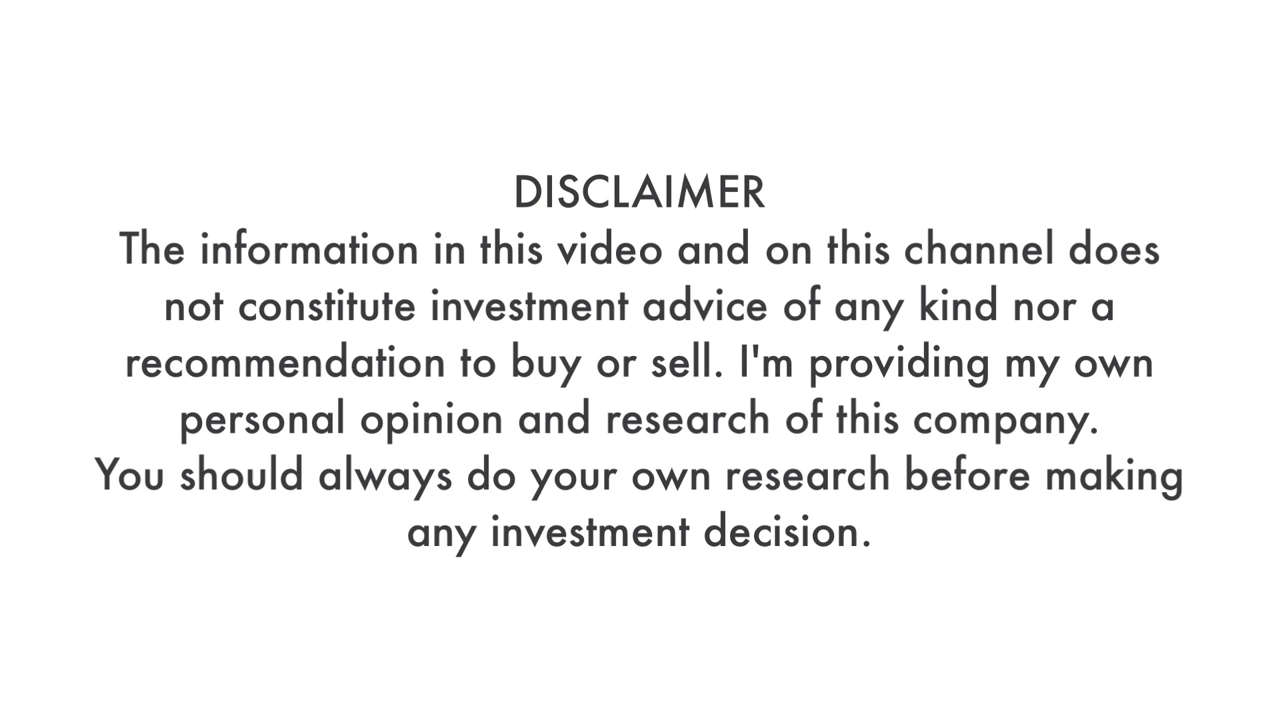 DISCLAIMER
The information in this video and on this channel does
not constitute investment advice of any kind nor a
recommendation to buy or sell. I'm providing my own
personal opinion and research of this company.
You should always do your own research before making
any investment decision.